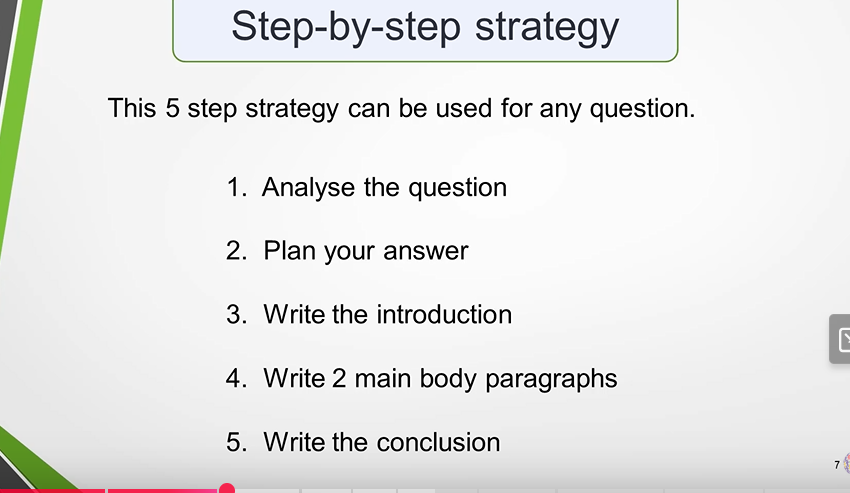 Step-by-step strategy
This 5 step strategy can be used for any question.
1. Analyse the question
2. Plan your answer
3. Write the introduction
4. Write 2 main body paragraphs
5. Write the conclusion
7